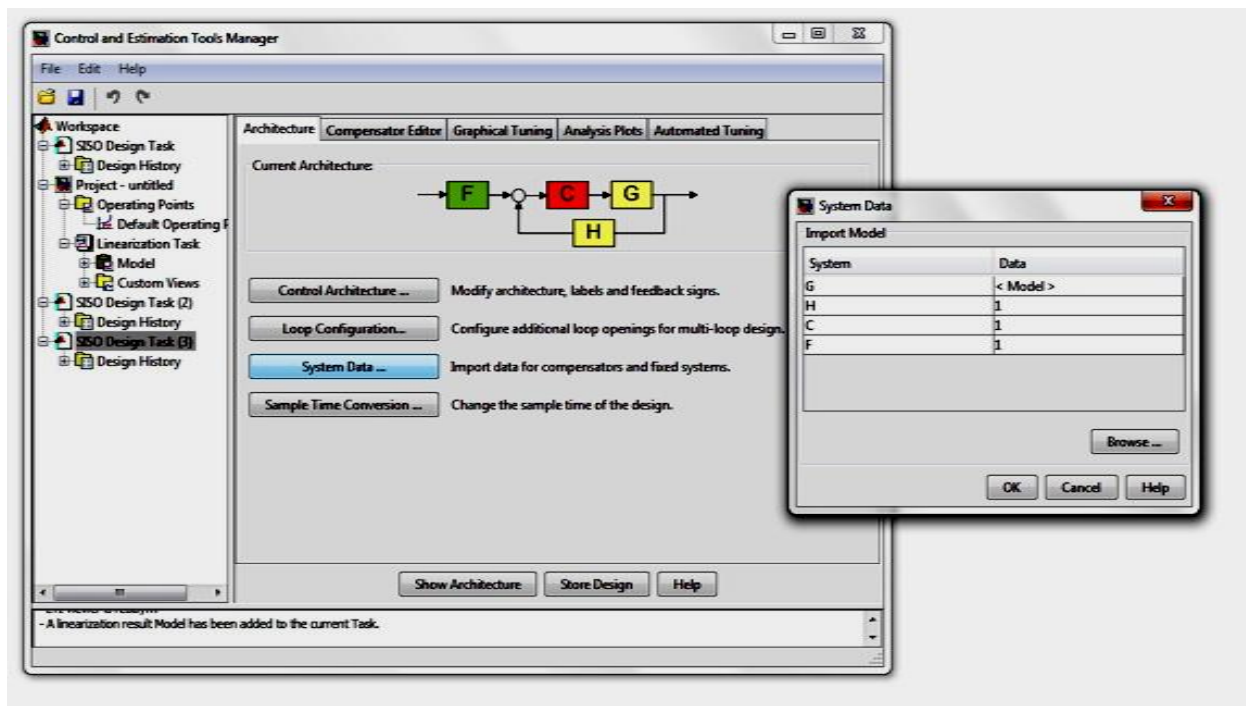 Control and Estimation Tools Manager
File Edit Help
Workspace
SISO Design Task
Design History
Project - untitled
Operating Points
Default Operating P
Linearization Task
Model
Custom Views
SISO Design Task (2)
Design History
SISO Design Task (3)
Design History
Architecture Compensator Editor Graphical Tuning Analysis Plots Automated Tuning
Current Architecture:
F C G
H
Control Architecture ... Modify architecture, labels and feedback signs.
Loop Configuration... Configure additional loop openings for multi-loop design.
System Data ... Import data for compensators and fixed systems.
Sample Time Conversion ... Change the sample time of the design.
Show Architecture Store Design Help
- A linearization result Model has been added to the current Task.
System Data
Import Model
System Data
G < Model >
H 1
C 1
F 1
Browse ...
OK Cancel Help